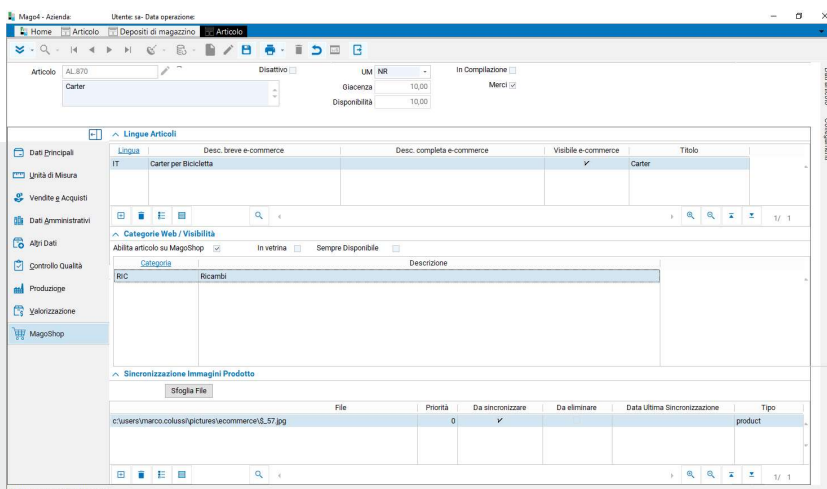 Mago4 - Azienda: Utente: sa- Data operazione:
Home Articolo Depositi di magazzino Articolo
Articolo AL.870 Disattivo UM NR In Compilazione
Carter Giacenza 10,00 Merci
Disponibilità 10,00
Lingue Articoli
Dati Principali
Unità di Misura
Vendite e Acquisti
Dati Amministrativi
Altri Dati
Controllo Qualità
Produzione
Valorizzazione
MagoShop
Lingua Desc. breve e-commerce Desc. completa e-commerce Visibile e-commerce Titolo
IT Carter per Bicicletta Carter
1/ 1
Categorie Web / Visibilità
Abilita articolo su MagoShop In vetrina Sempre Disponibile
Categoria Descrizione
RIC Ricambi
Sincronizzazione Immagini Prodotto
Sfoglia File
File Priorità Da sincronizzare Da eliminare Data Ultima Sincronizzazione Tipo
c:\users\marco.colussi\pictures\ecommerce\$_57.jpg 0 product
1/ 1